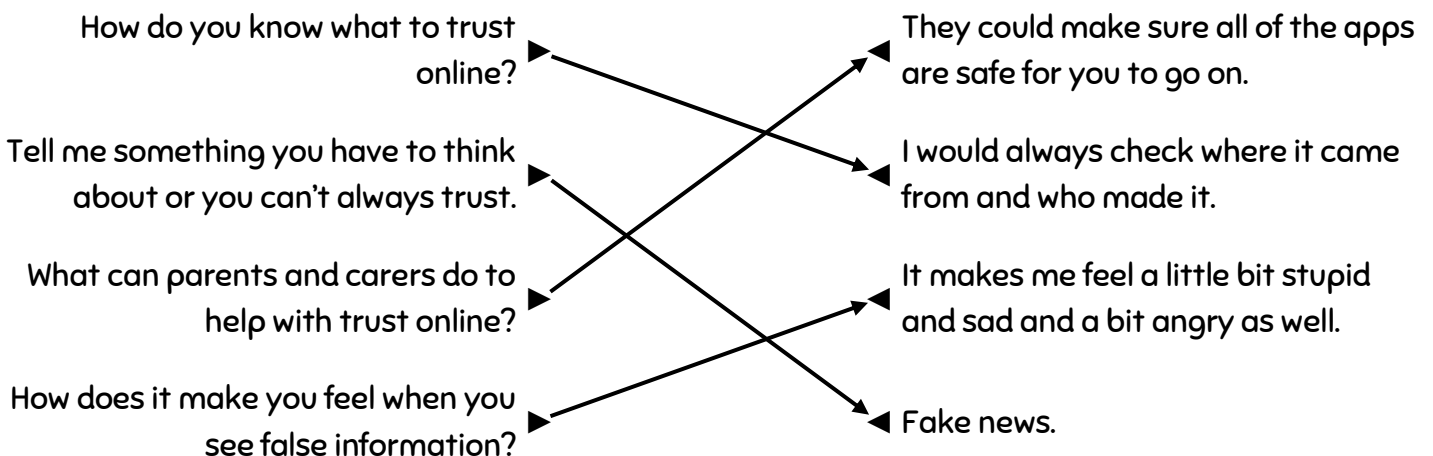 How do you know what to trust
online?
Tell me something you have to think
about or you can't always trust.
What can parents and carers do to
help with trust online?
How does it make you feel when you
see false information?
They could make sure all of the apps
are safe for you to go on.
I would always check where it came
from and who made it.
It makes me feel a little bit stupid
and sad and a bit angry as well.
Fake news.